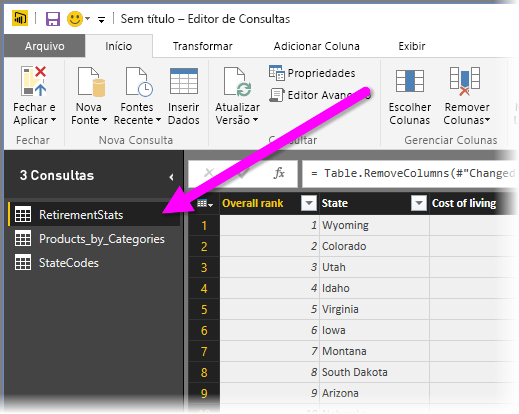 Sem título – Editor de Consultas
Arquivo Início Transformar Adicionar Coluna Exibir
Fechar e Aplicar
Nova Fonte
Fontes Recente
Inserir Dados
Atualizar Versão
Propriedades
Editor
Escolher Colunas
Remover Colunas
Fechar Nova Consulta Gerenciar Colunas
3 Consultas
fx = Table.RemoveColumns(#"Changed
RetirementStats
Products_by_Categories
StateCodes
Overall rank State Cost of living
1 1 Wyoming
2 2 Colorado
3 3 Utah
4 4 Idaho
5 5 Virginia
6 6 Iowa
7 7 Montana
8 8 South Dakota
9 9 Arizona